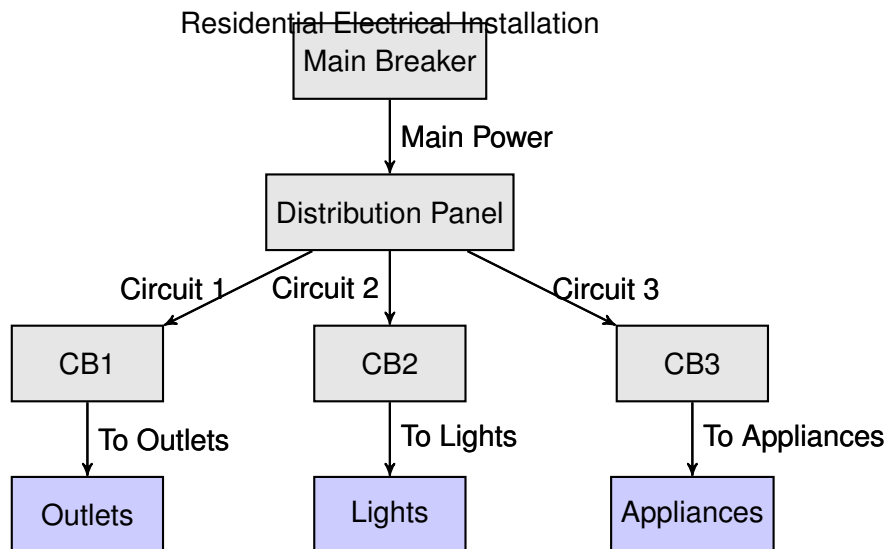 Residential Electrical Installation
Main Breaker
Main Power
Distribution Panel
Circuit 1
Circuit 2
Circuit 3
CB1
CB2
CB3
To Outlets
To Lights
To Appliances
Outlets
Lights
Appliances